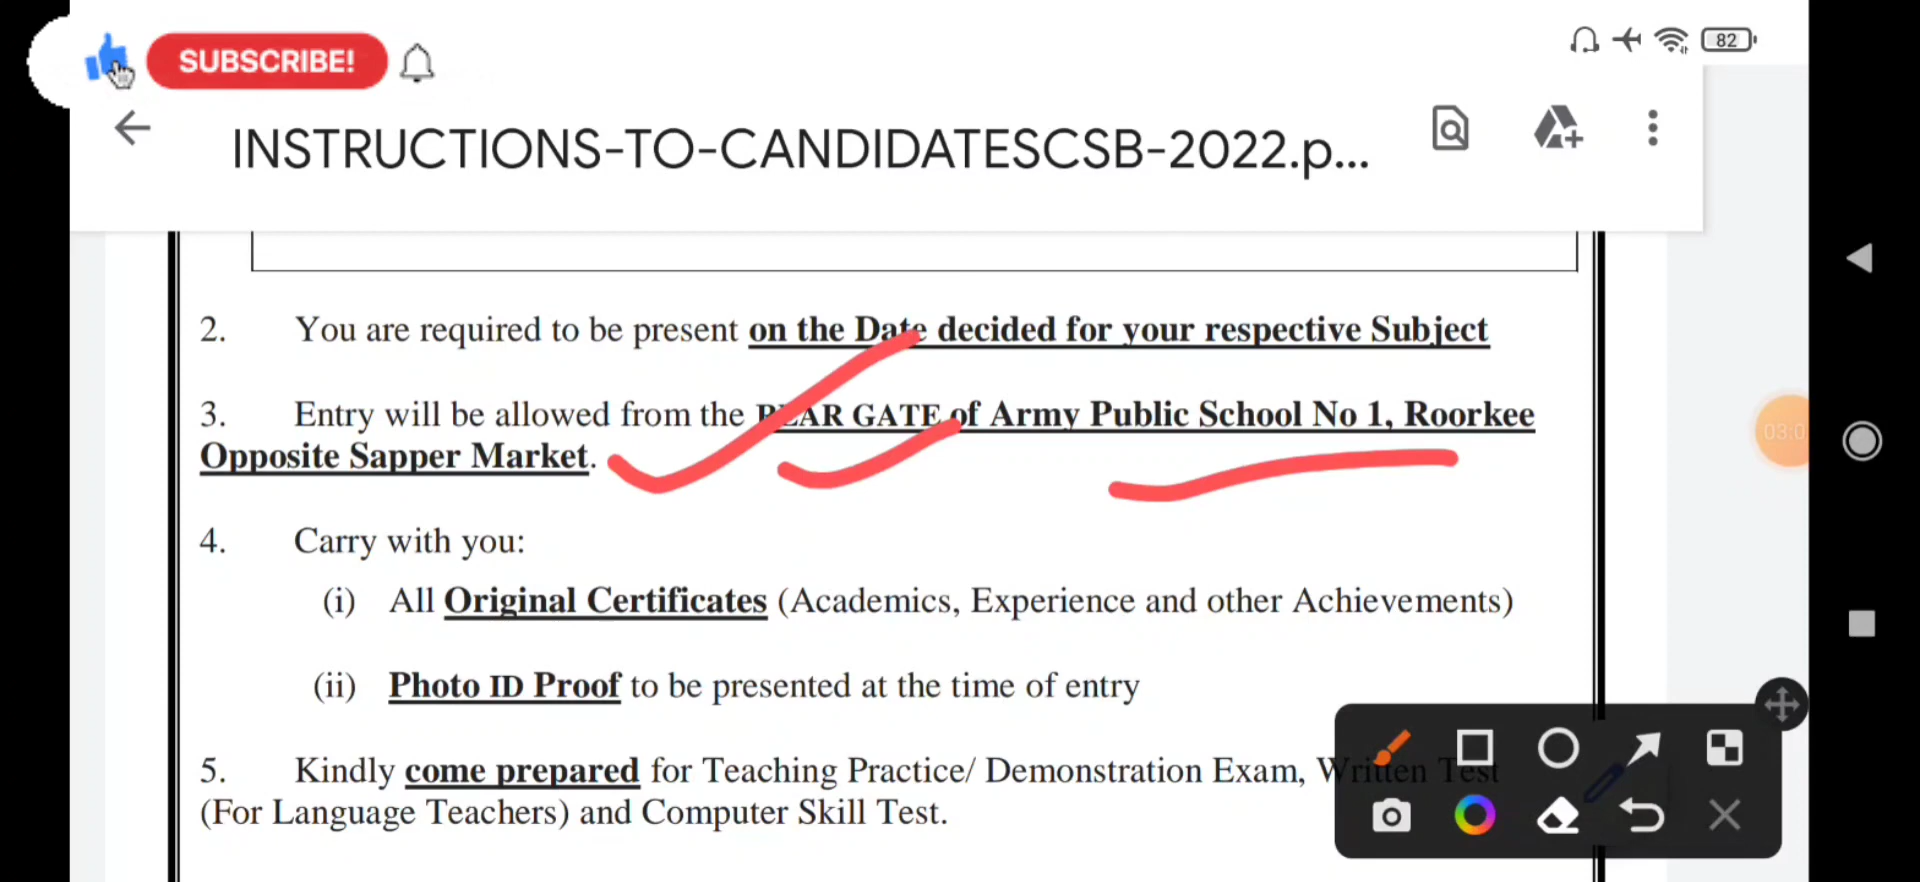 SUBSCRIBE!
82
INSTRUCTIONS-TO-CANDIDATESCSB-2022.p...
2. You are required to be present on the Date decided for your respective Subject
3. Entry will be allowed from the REAR GATE of Army Public School No 1, Roorkee
Opposite Sapper Market.
03:0
4. Carry with you:
(i) All Original Certificates (Academics, Experience and other Achievements)
(ii) Photo ID Proof to be presented at the time of entry
5. Kindly come prepared for Teaching Practice/ Demonstration Exam, Written Test
(For Language Teachers) and Computer Skill Test.